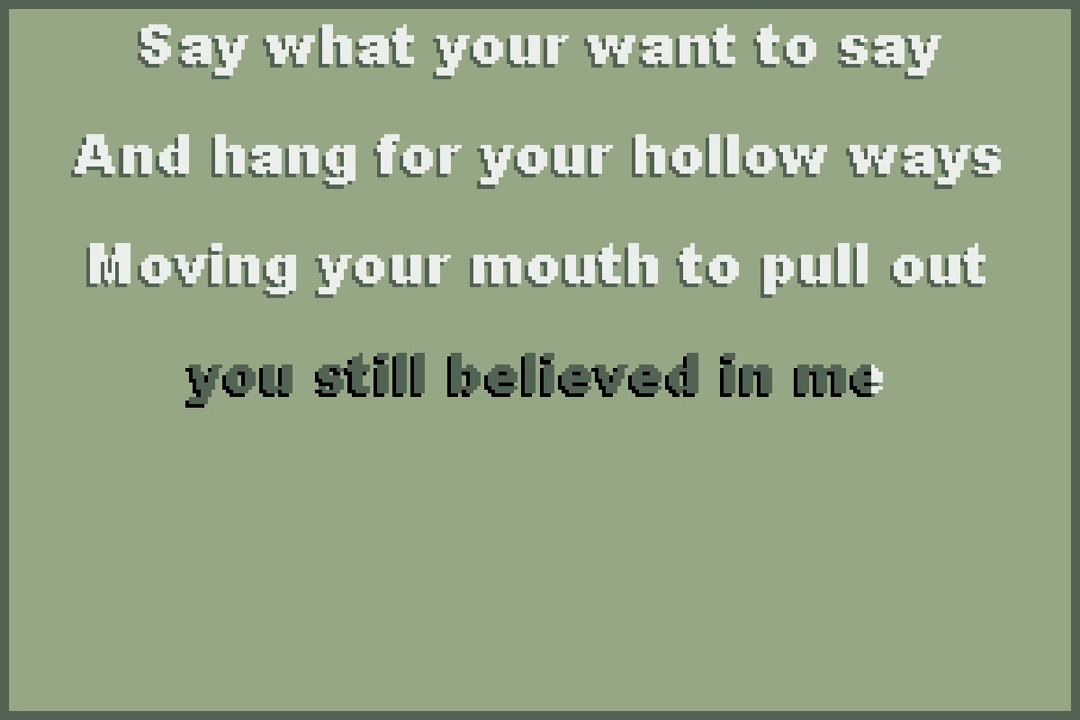 Say what your want to say
And hang for your hollow ways
Moving your mouth to pull out
you still believed in me